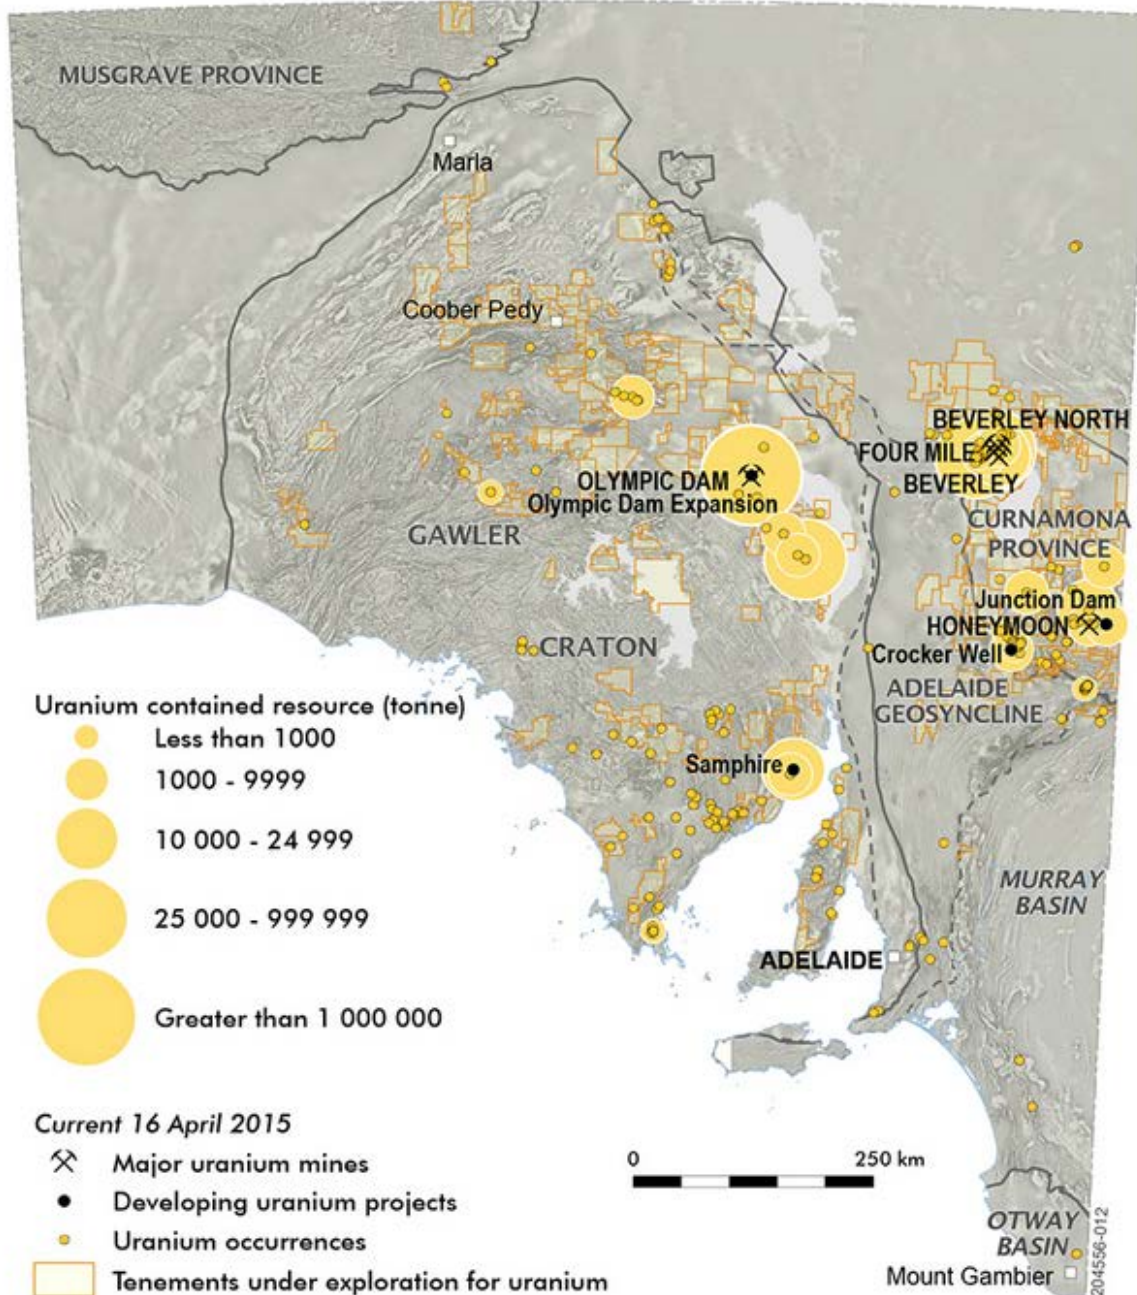 MUSGRAVE PROVINCE
Marla
Coober Pedy
BEVERLEY NORTH
FOUR MILE
OLYMPIC DAM
BEVERLEY
Olympic Dam Expansion
GAWLER
CURNAMONA
PROVINCE
Junction Dam
HONEYMOON
CRATON
Crocker Well
ADELAIDE
GEOSYNCLINE
Uranium contained resource (tonne)
Less than 1000
1000 - 9999
10 000 - 24 999
25 000 - 999 999
Greater than 1 000 000
Samphire
MURRAY
BASIN
ADELAIDE
Current 16 April 2015
Major uranium mines
Developing uranium projects
Uranium occurrences
Tenements under exploration for uranium
0 250 km
OTWAY
BASIN
Mount Gambier
204556-012